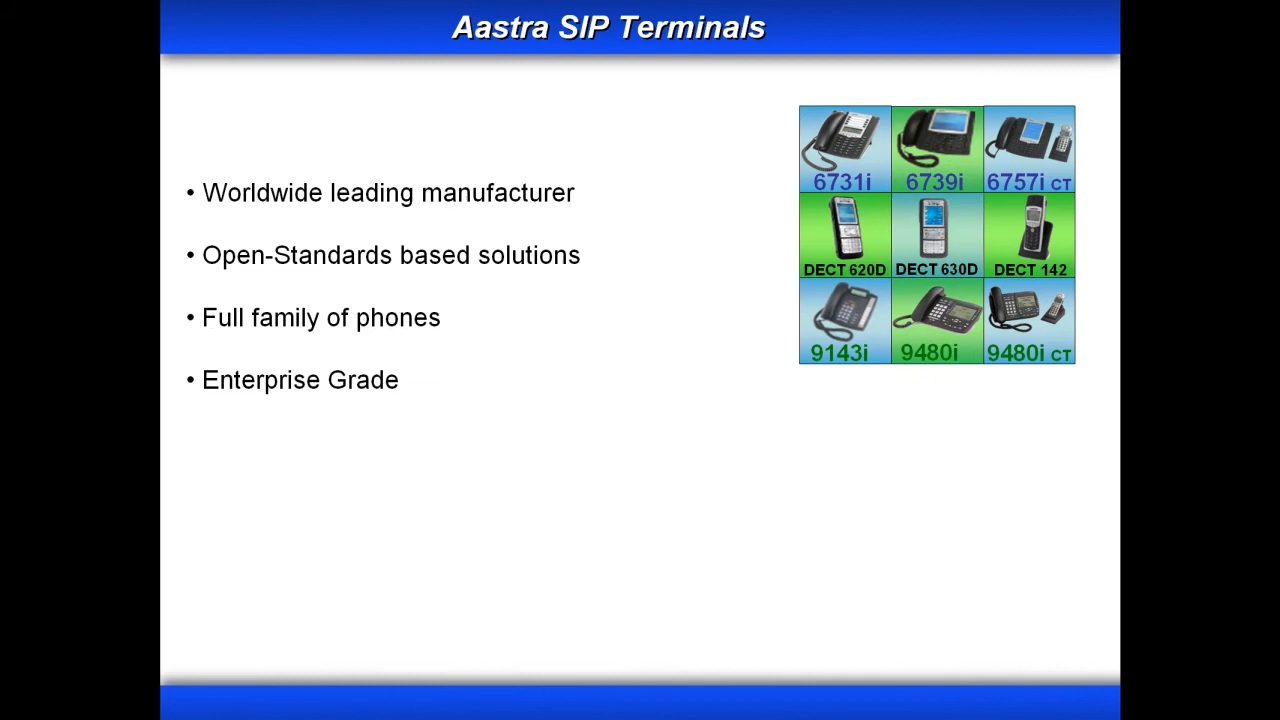 Aastra SIP Terminals
• Worldwide leading manufacturer
• Open-Standards based solutions
• Full family of phones
• Enterprise Grade
6731i 6739i 6757i CT
DECT 620D DECT 630D DECT 142
9143i 9480i 9480i CT